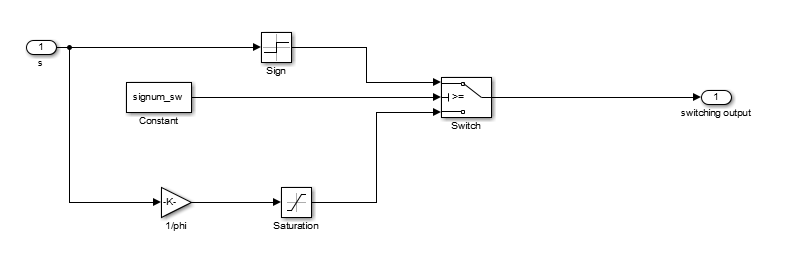 1
s
Sign
signum_sw
Constant
>=
Switch
1
switching output
-K-
1/phi
Saturation